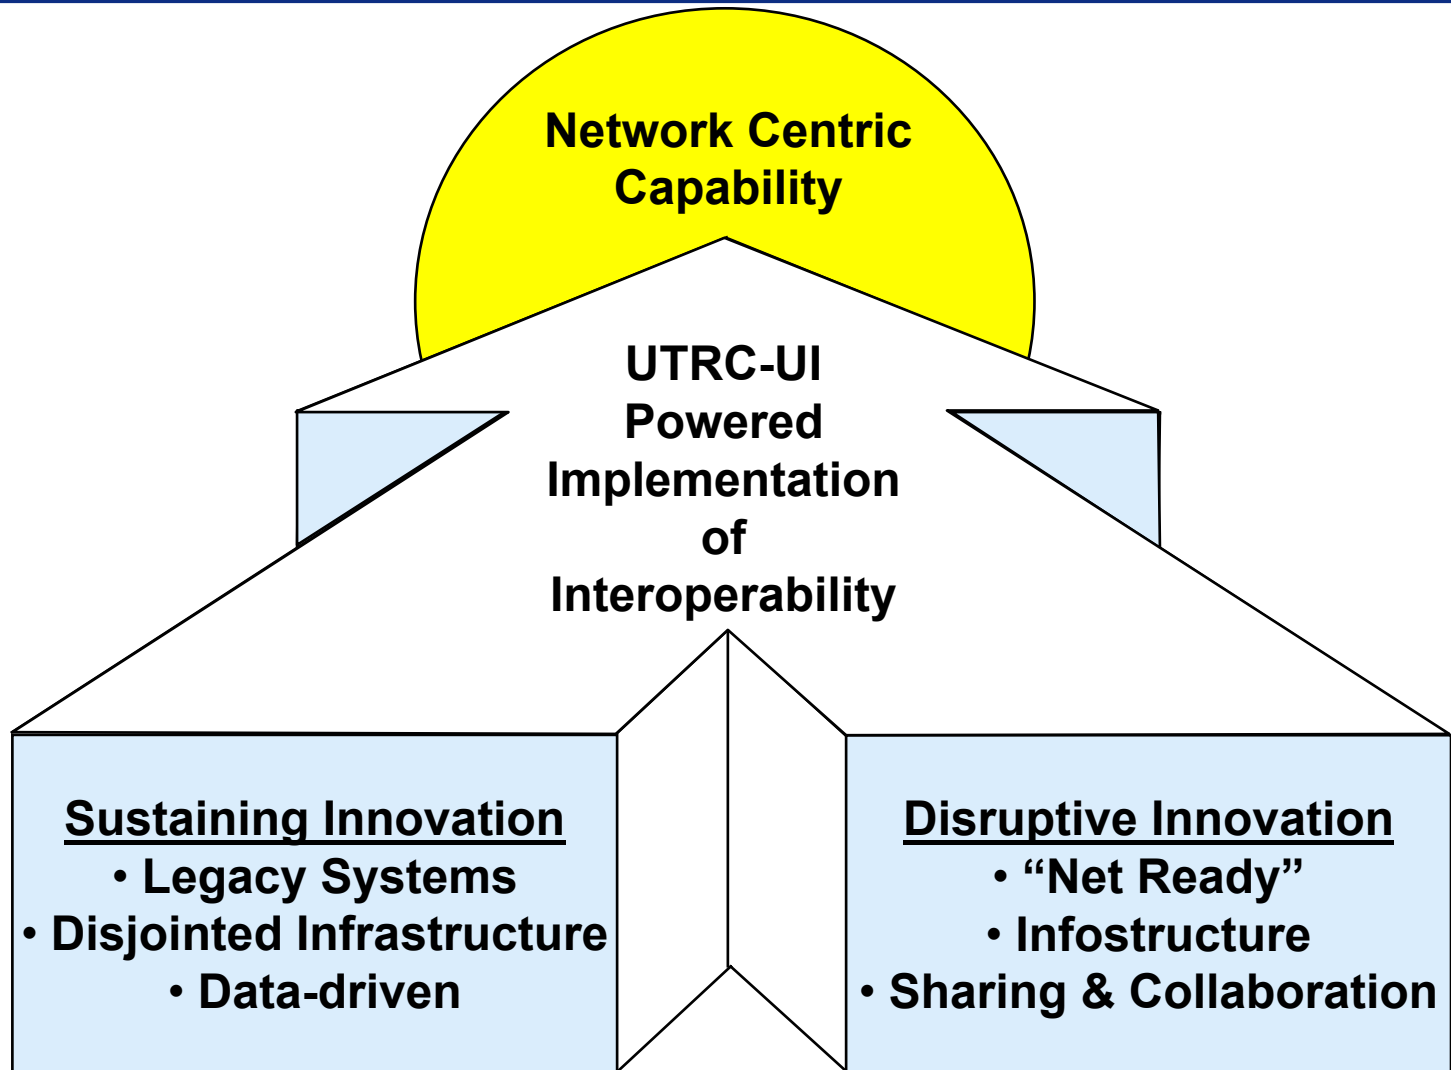 Network Centric
Capability
UTRC-UI
Powered
Implementation
of
Interoperability
Sustaining Innovation
• Legacy Systems
• Disjointed Infrastructure
• Data-driven
Disruptive Innovation
• “Net Ready”
• Infostructure
• Sharing & Collaboration